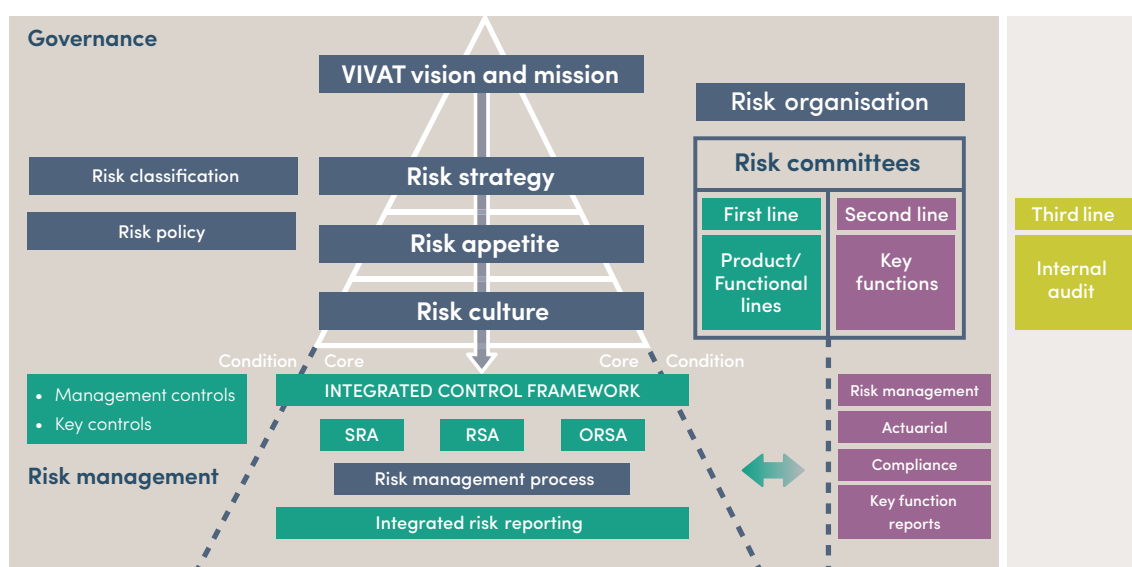 Governance
VIVAT vision and mission
Risk organisation
Risk committees
Risk classification
Risk strategy
First line
Second line
Third line
Risk policy
Risk appetite
Product/
Functional
lines
Key
functions
Internal
audit
Risk culture
Condition
Core
Core
Condition
• Management controls
• Key controls
INTEGRATED CONTROL FRAMEWORK
Risk management
SRA
RSA
ORSA
Actuarial
Risk management
Risk management process
Compliance
Integrated risk reporting
Key function
reports